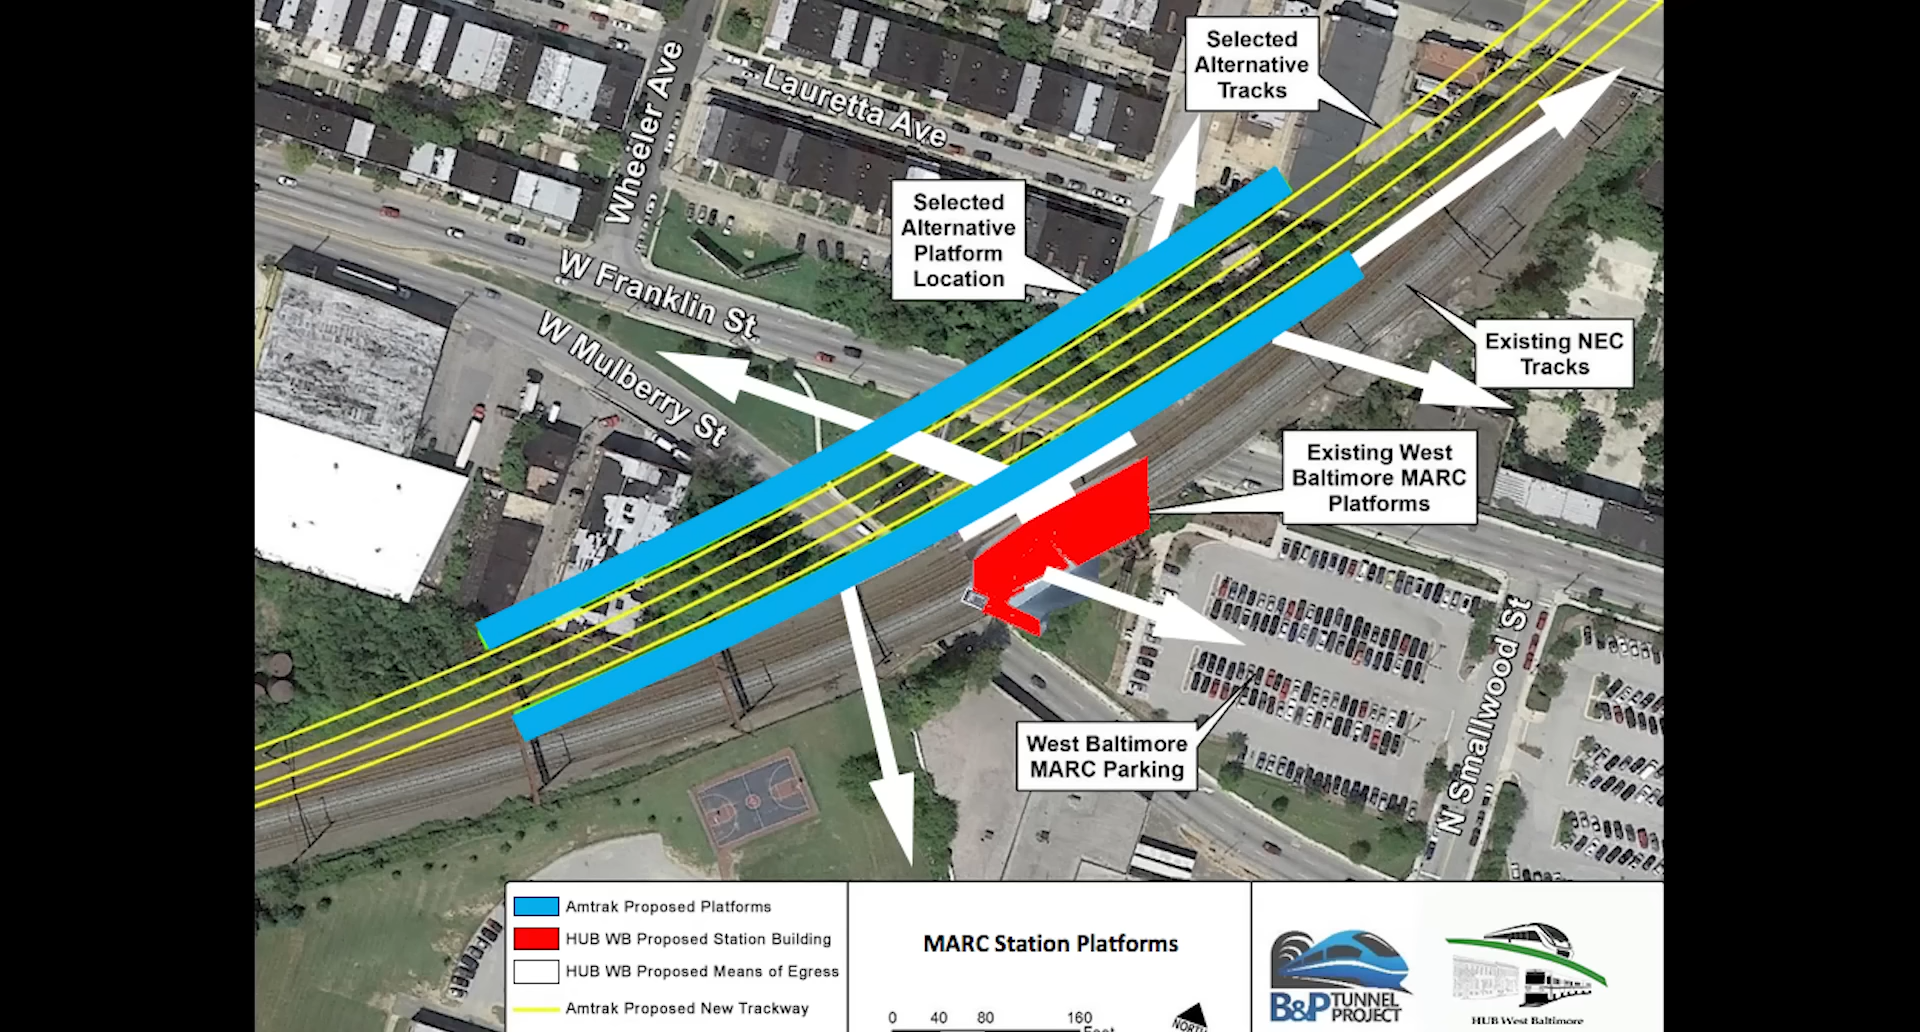 Selected
Alternative
Tracks
Wheeler Ave
Lauretta Ave
Selected
Alternative
Platform
Location
W Franklin St.
W Mulberry St
Existing NEC
Tracks
Existing West
Baltimore MARC
Platforms
N Smallwood St
West Baltimore
MARC Parking
Amtrak Proposed Platforms
HUB WB Proposed Station Building
HUB WB Proposed Means of Egress
Amtrak Proposed New Trackway
MARC Station Platforms
0 40 80 160
Feet
NORTH
B&P TUNNEL
PROJECT
HUB West Baltimore